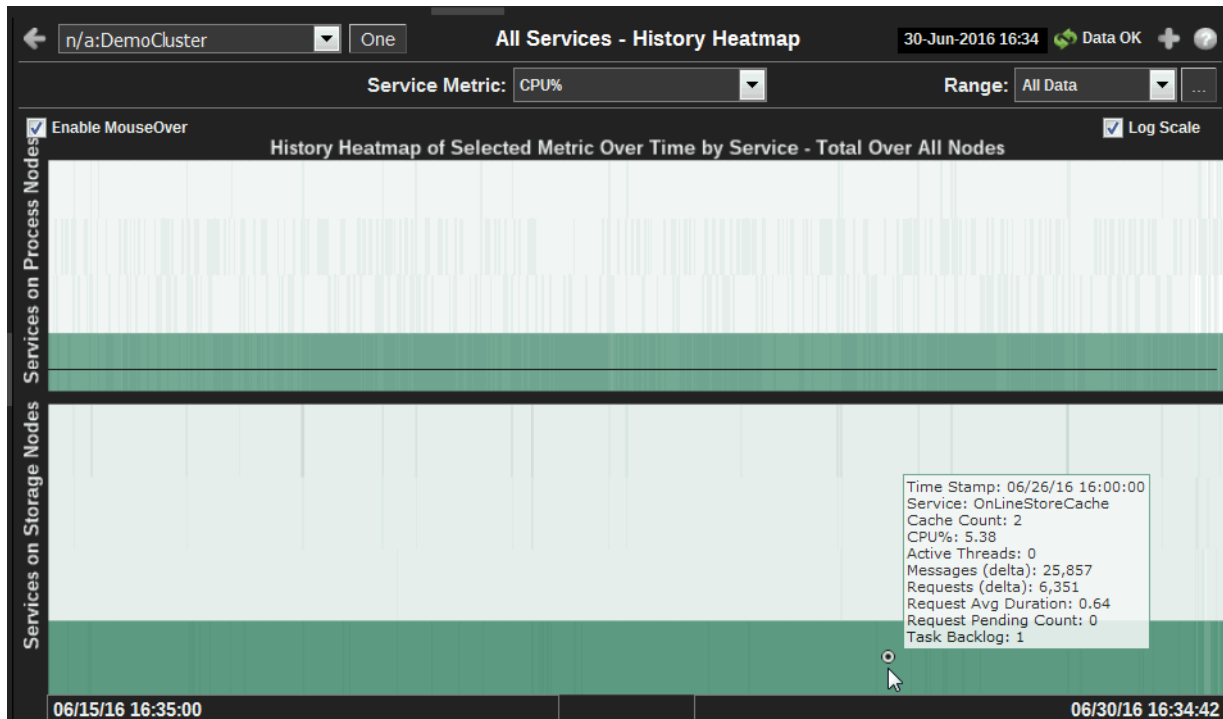 n/a:DemoCluster One All Services - History Heatmap 30-Jun-2016 16:34 Data OK
Service Metric: CPU% Range: All Data ...
Enable MouseOver Log Scale
History Heatmap of Selected Metric Over Time by Service - Total Over All Nodes
Services on Process Nodes
Services on Storage Nodes
Time Stamp: 06/26/16 16:00:00
Service: OnLineStoreCache
Cache Count: 2
CPU%: 5.38
Active Threads: 0
Messages (delta): 25,857
Requests (delta): 6,351
Request Avg Duration: 0.64
Request Pending Count: 0
Task Backlog: 1
06/15/16 16:35:00 06/30/16 16:34:42